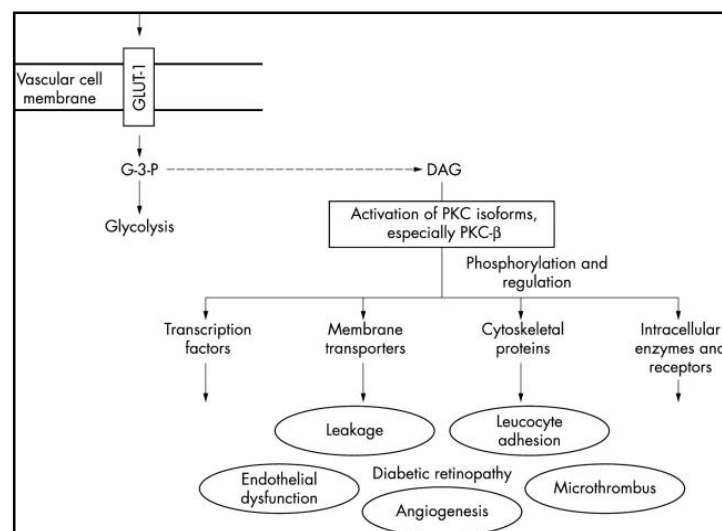 Vascular cell
membrane
GLUT-1
G-3-P
DAG
Glycolysis
Activation of PKC isoforms,
especially PKC-β
Phosphorylation and
regulation
Transcription
factors
Membrane
transporters
Cytoskeletal
proteins
Intracellular
enzymes and
receptors
Leakage
Leucocyte
adhesion
Endothelial
dysfunction
Diabetic retinopathy
Microthrombus
Angiogenesis